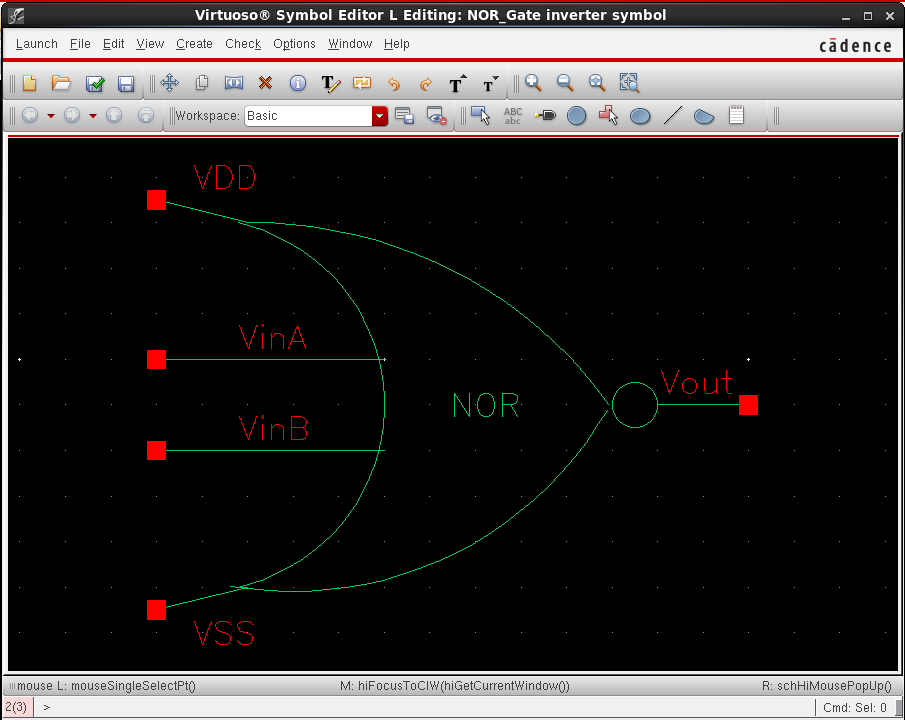 Virtuoso® Symbol Editor L Editing: NOR_Gate inverter symbol
Launch File Edit View Create Check Options Window Help
cādence
T T T
Workspace: Basic
ABC
abc
VDD
VinA
Vout
NOR
VinB
VSS
mouse L: mouseSingleSelectPt() M: hiFocusToCIW(hiGetCurrentWindow()) R: schHiMousePopUp()
2(3) > Cmd: Sel: 0